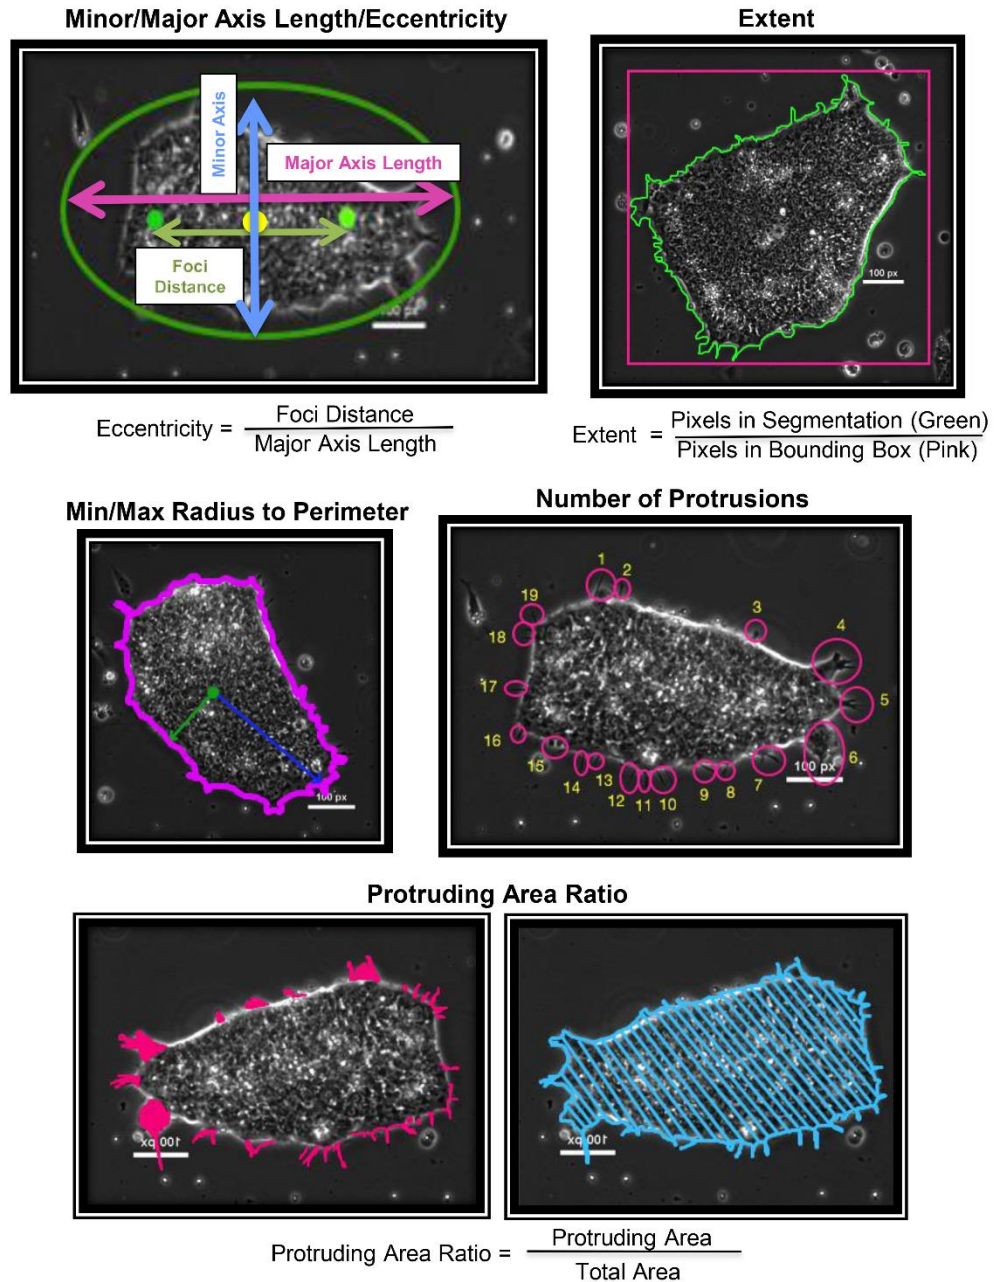 Minor/Major Axis Length/Eccentricity
Minor Axis
Major Axis Length
Foci
Distance
100 px
Eccentricity = Foci Distance
Major Axis Length
Extent
100 px
Extent = Pixels in Segmentation (Green)
Pixels in Bounding Box (Pink)
Min/Max Radius to Perimeter
100 px
Number of Protrusions
1
2
3
4
5
6
7
8
9
10
11
12
13
14
15
16
17
18
19
100 px
Protruding Area Ratio
100 px
100 px
Protruding Area Ratio = Protruding Area
Total Area